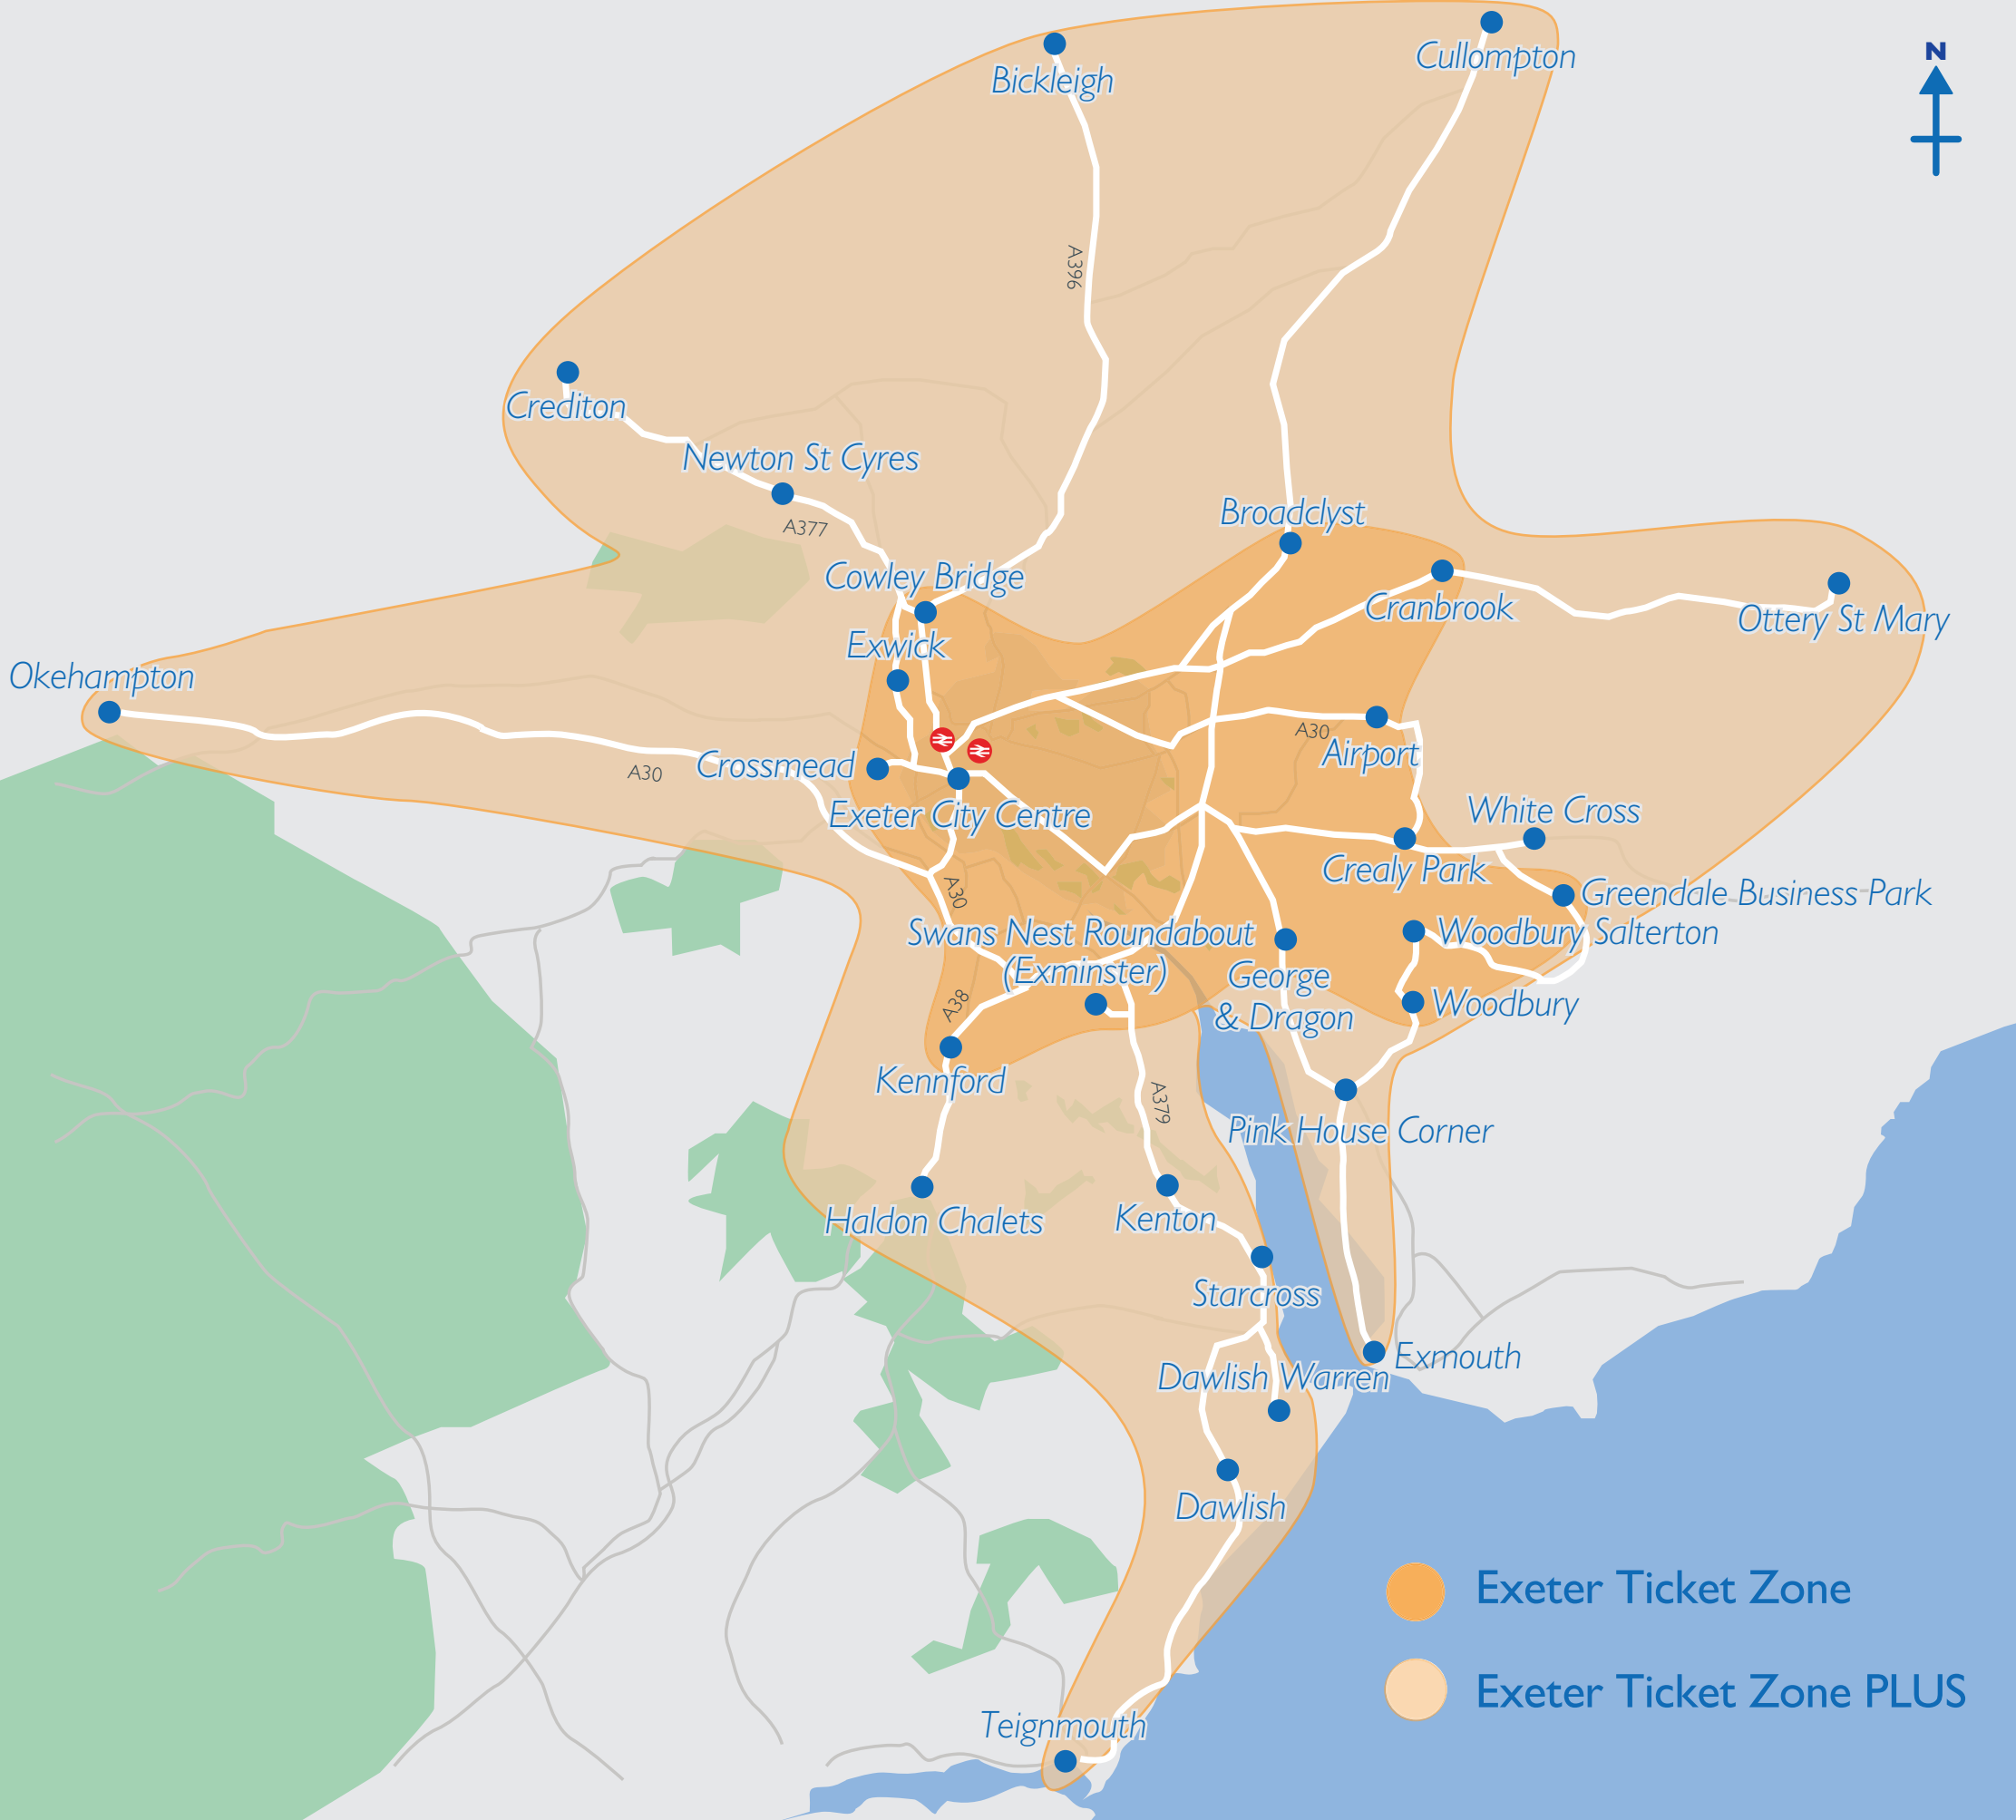 Cullompton
N
Bickleigh
A396
Crediton
Newton St Cyres
A377
Broadclyst
Cowley Bridge
Cranbrook
Ottery St Mary
Exwick
Okehampton
A30
Airport
Crossmead
A30
White Cross
Exeter City Centre
Crealy Park
A30
Greendale Business Park
Swans Nest Roundabout
(Exminster)
Woodbury Salterton
George
& Dragon
A38
Woodbury
Kennford
A379
Pink House Corner
Haldon Chalets
Kenton
Starcross
Exmouth
Dawlish Warren
Dawlish
Exeter Ticket Zone
Exeter Ticket Zone PLUS
Teignmouth